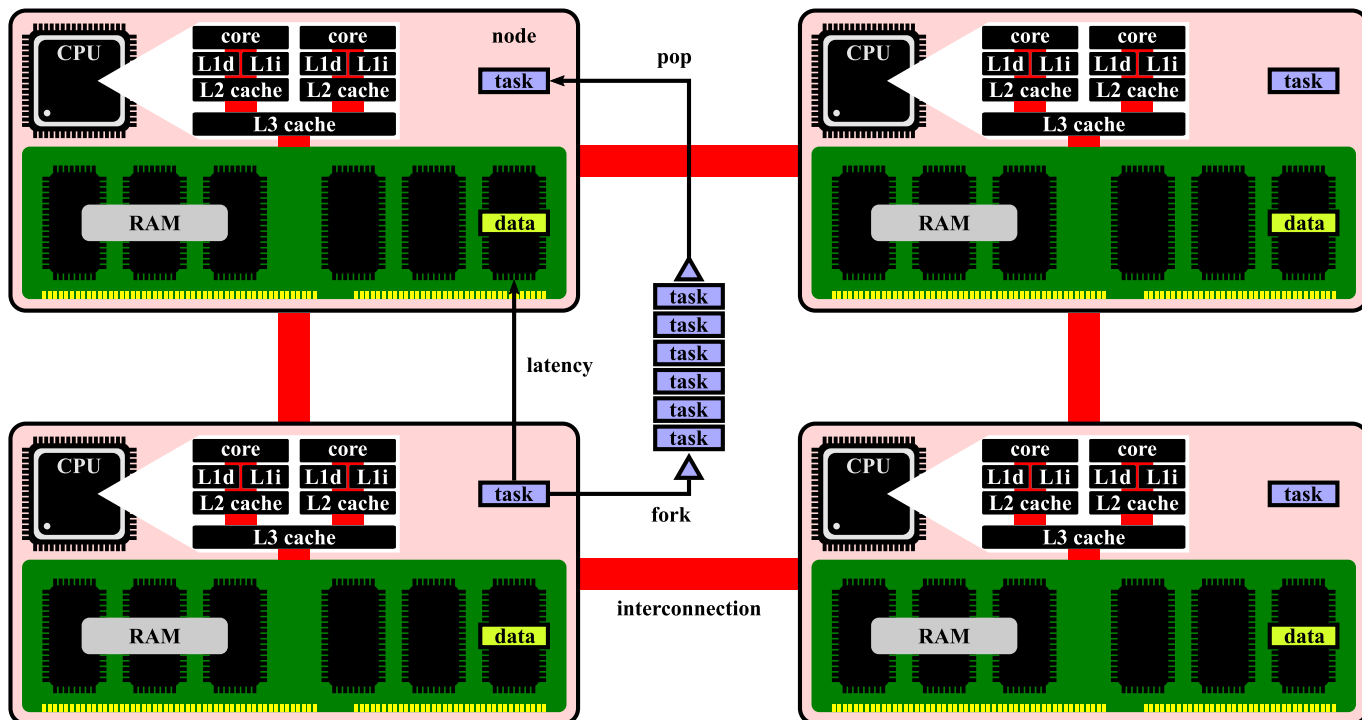 CPU
core
core
L1d
L1i
L1d
L1i
L2 cache
L2 cache
L3 cache
node
task
RAM
data
pop
CPU
core
core
L1d
L1i
L1d
L1i
L2 cache
L2 cache
L3 cache
task
RAM
data
task
task
task
task
task
task
latency
fork
CPU
core
core
L1d
L1i
L1d
L1i
L2 cache
L2 cache
L3 cache
task
RAM
data
interconnection
CPU
core
core
L1d
L1i
L1d
L1i
L2 cache
L2 cache
L3 cache
task
RAM
data